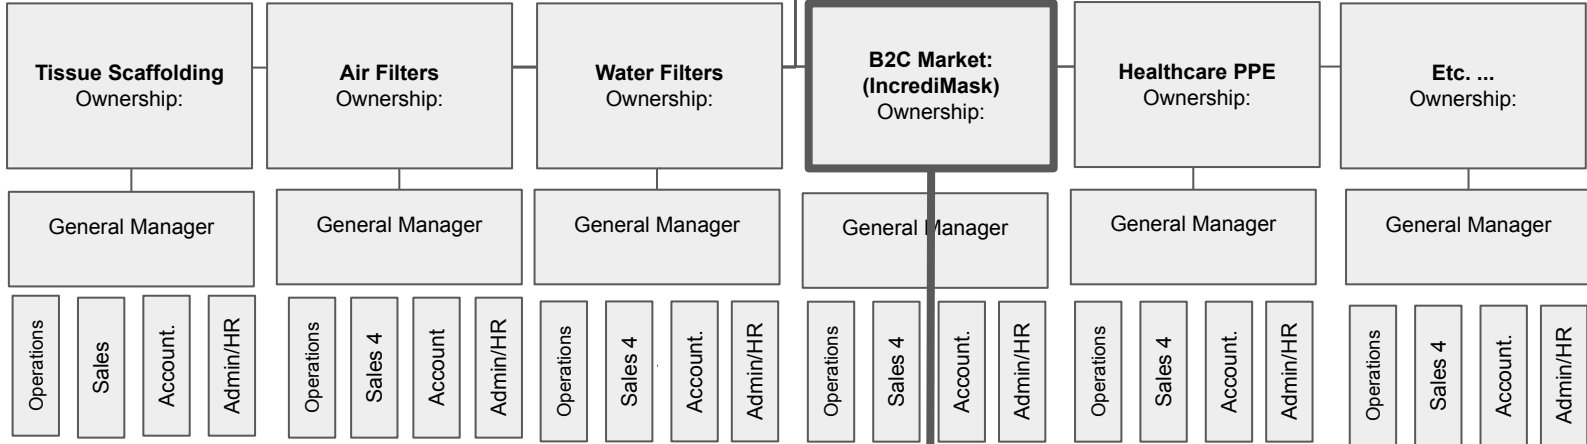 Tissue Scaffolding
Ownership:
Air Filters
Ownership:
Water Filters
Ownership:
B2C Market:
(IncrediMask)
Ownership:
Healthcare PPE
Ownership:
Etc. ...
Ownership:
General Manager
General Manager
General Manager
General Manager
General Manager
General Manager
Operations
Sales
Account.
Admin/HR
Operations
Sales 4
Account
Admin/HR
Operations
Sales 4
Account.
Admin/HR
Operations
Sales 4
Account.
Admin/HR
Operations
Sales 4
Account.
Admin/HR
Operations
Sales 4
Account.
Admin/HR